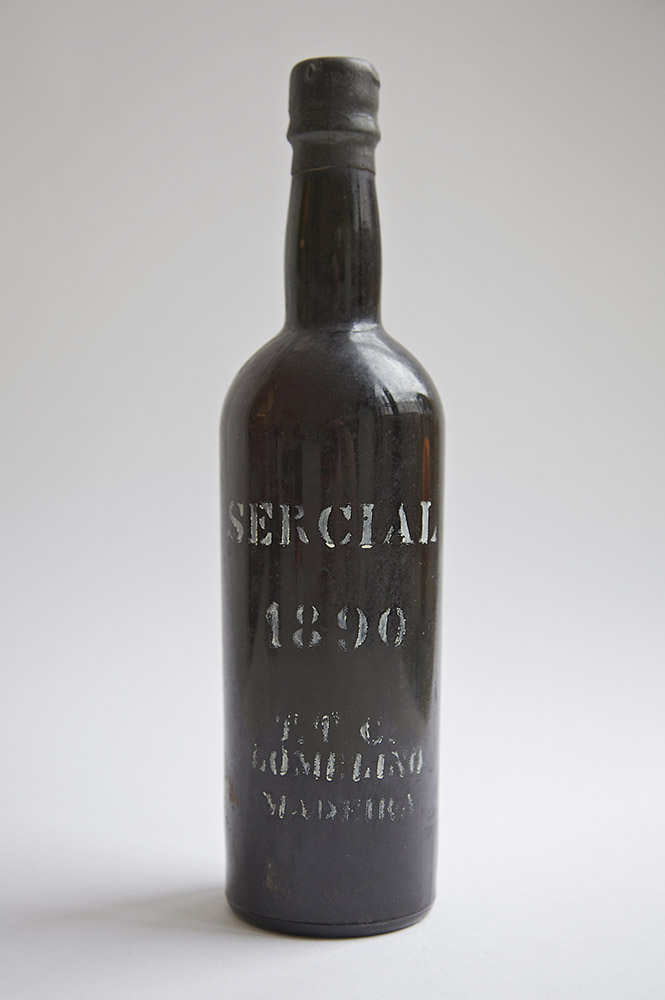 SERCIAL
1890
T.T C.
LOMELINO
MADEIRA